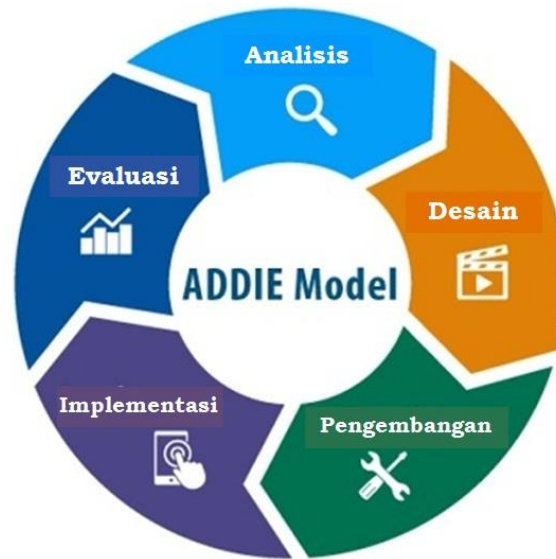 Analisis
Desain
Pengembangan
Implementasi
Evaluasi
ADDIE Model